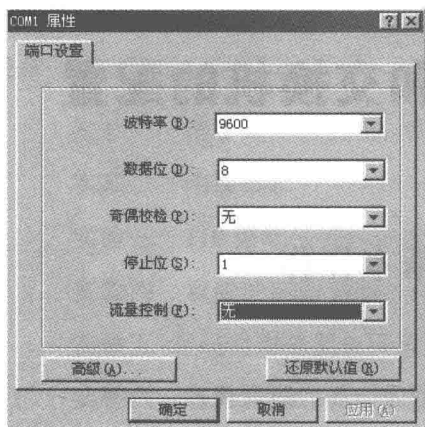 COM1 属性
端口设置
波特率(B): 9600
数据位(D): 8
奇偶校检(P): 无
停止位(S): 1
流量控制(F): 无
高级(A)... 还原默认值(R)
确定 取消 应用(A)